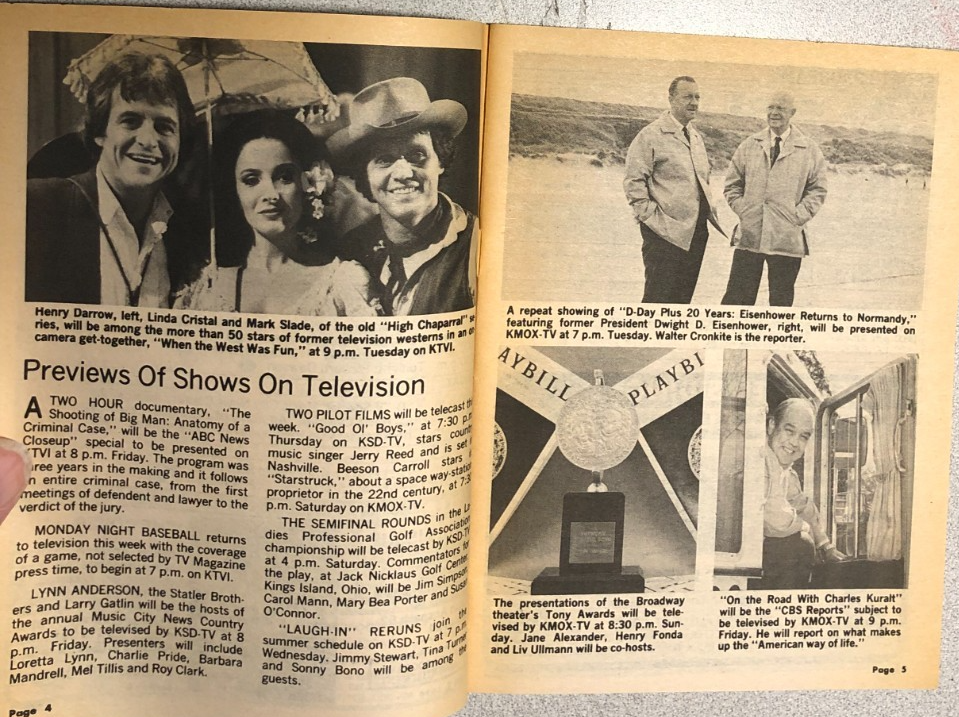 Henry Darrow, left, Linda Cristal and Mark Slade, of the old "High Chaparral" se
ries, will be among the more than 50 stars of former television westerns in an on
camera get-together, "When the West Was Fun," at 9 p.m. Tuesday on KTVI.
Previews Of Shows On Television
A TWO HOUR documentary, "The
Shooting of Big Man: Anatomy of a
Criminal Case," will be the "ABC News
Closeup" special to be presented on
KTVI at 8 p.m. Friday. The program was
three years in the making and it follows
an entire criminal case, from the first
meetings of defendent and lawyer to the
verdict of the jury.
MONDAY NIGHT BASEBALL returns
to television this week with the coverage
of a game, not selected by TV Magazine
press time, to begin at 7 p.m. on KTVI.
LYNN ANDERSON, the Statler Broth-
ers and Larry Gatlin will be the hosts of
the annual Music City News Country
Awards to be televised by KSD-TV at 8
p.m. Friday. Presenters will include
Loretta Lynn, Charlie Pride, Barbara
Mandrell, Mel Tillis and Roy Clark.
TWO PILOT FILMS will be telecast this
week. "Good Ol' Boys," at 7:30 p.m.
Thursday on KSD-TV, stars country
music singer Jerry Reed and is set in
Nashville. Beeson Carroll stars in
"Starstruck," about a space way-station
proprietor in the 22nd century, at 7:30
p.m. Saturday on KMOX-TV.
THE SEMIFINAL ROUNDS in the La-
dies Professional Golf Association
championship will be telecast by KSD-TV
at 4 p.m. Saturday. Commentators for
the play, at Jack Nicklaus Golf Center,
Kings Island, Ohio, will be Jim Simpson,
Carol Mann, Mary Bea Porter and Susan
O'Connor.
"LAUGH-IN" RERUNS join the
summer schedule on KSD-TV at 7 p.m.
Wednesday. Jimmy Stewart, Tina Turner
and Sonny Bono will be among the
guests.
Page 4
A repeat showing of "D-Day Plus 20 Years: Eisenhower Returns to Normandy,"
featuring former President Dwight D. Eisenhower, right, will be presented on
KMOX-TV at 7 p.m. Tuesday. Walter Cronkite is the reporter.
AYBILL
PLAYBI
The presentations of the Broadway
theater's Tony Awards will be tele-
vised by KMOX-TV at 8:30 p.m. Sun-
day. Jane Alexander, Henry Fonda
and Liv Ullmann will be co-hosts.
"On the Road With Charles Kuralt"
will be the "CBS Reports" subject to
be televised by KMOX-TV at 9 p.m.
Friday. He will report on what makes
up the "American way of life."
Page 5